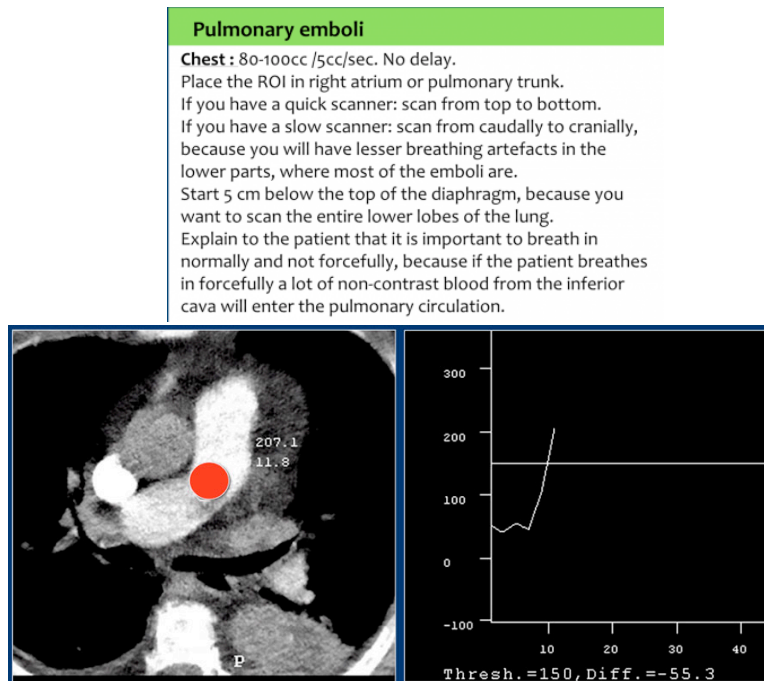 Pulmonary emboli
Chest : 80-100cc /5cc/sec. No delay.
Place the ROI in right atrium or pulmonary trunk.
If you have a quick scanner: scan from top to bottom.
If you have a slow scanner: scan from caudally to cranially,
because you will have lesser breathing artefacts in the
lower parts, where most of the emboli are.
Start 5 cm below the top of the diaphragm, because you
want to scan the entire lower lobes of the lung.
Explain to the patient that it is important to breath in
normally and not forcefully, because if the patient breathes
in forcefully a lot of non-contrast blood from the inferior
cava will enter the pulmonary circulation.
207.1
11.8
P
300
200
100
0
-100
10 20 30 40
Thresh.=150,Diff.=-55.3